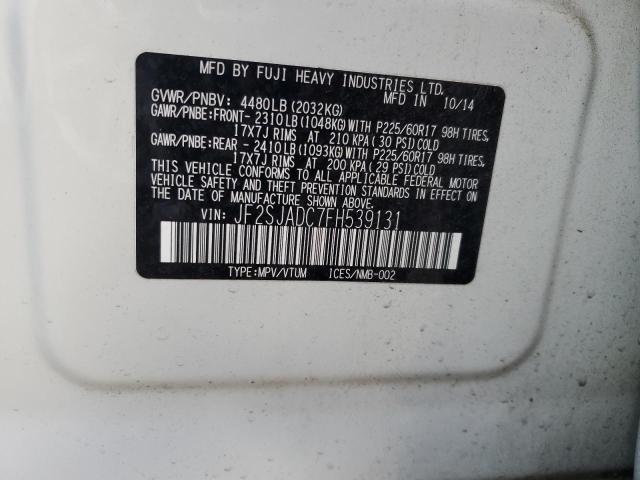 MFD BY FUJI HEAVY INDUSTRIES LTD.
MFD IN 10/14
GVWR/PNBV: 4480LB (2032KG)
GAWR/PNBE:FRONT- 2310LB (1048KG)WITH P225/60R17 98H TIRES,
17X7J RIMS AT 210 KPA (30 PSI)COLD
GAWR/PNBE:REAR - 2410LB (1093KG)WITH P225/60R17 98H TIRES,
17X7J RIMS AT 200 KPA (29 PSI)COLD
THIS VEHICLE CONFORMS TO ALL APPLICABLE FEDERAL MOTOR
VEHICLE SAFETY STANDARDS IN EFFECT ON
THE DATE OF MANUFACTURE SHOWN ABOVE.
VIN: JF2SJADC7FH539131
TYPE:MPV/VTUM ICES/NMB-002